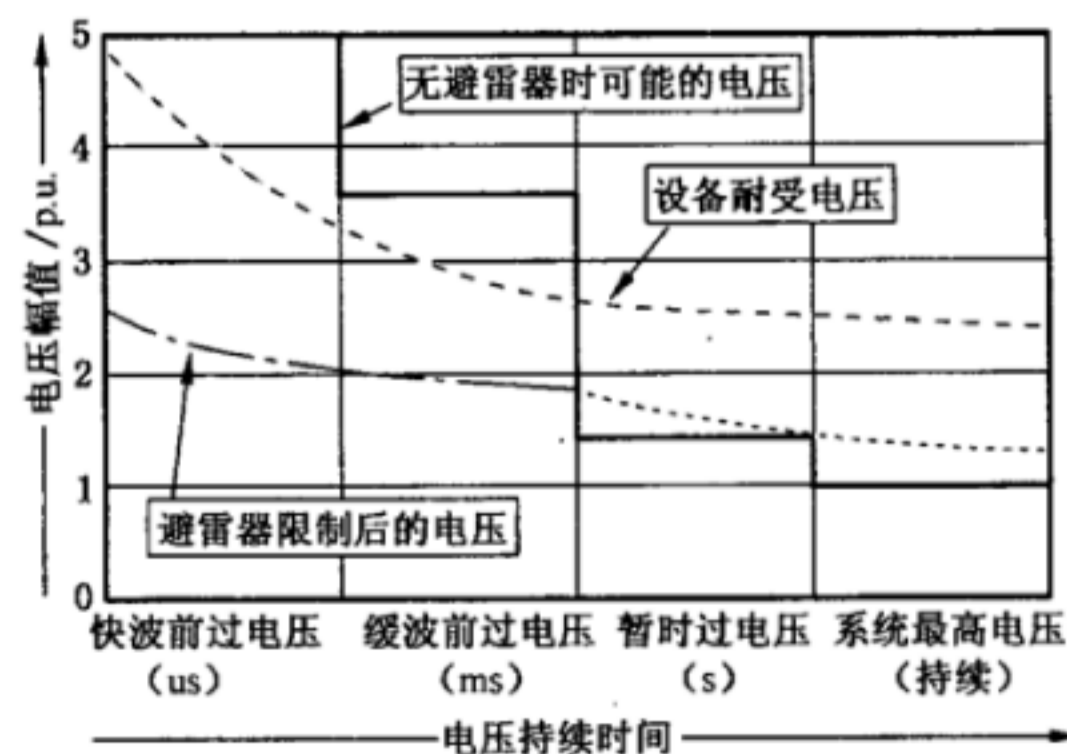 5
无避雷器时可能的电压
4
设备耐受电压
3
电压幅值/p.u.
2
1
避雷器限制后的电压
0
快波前过电压 缓波前过电压 暂时过电压 系统最高电压
(us) (ms) (s) (持续)
电压持续时间